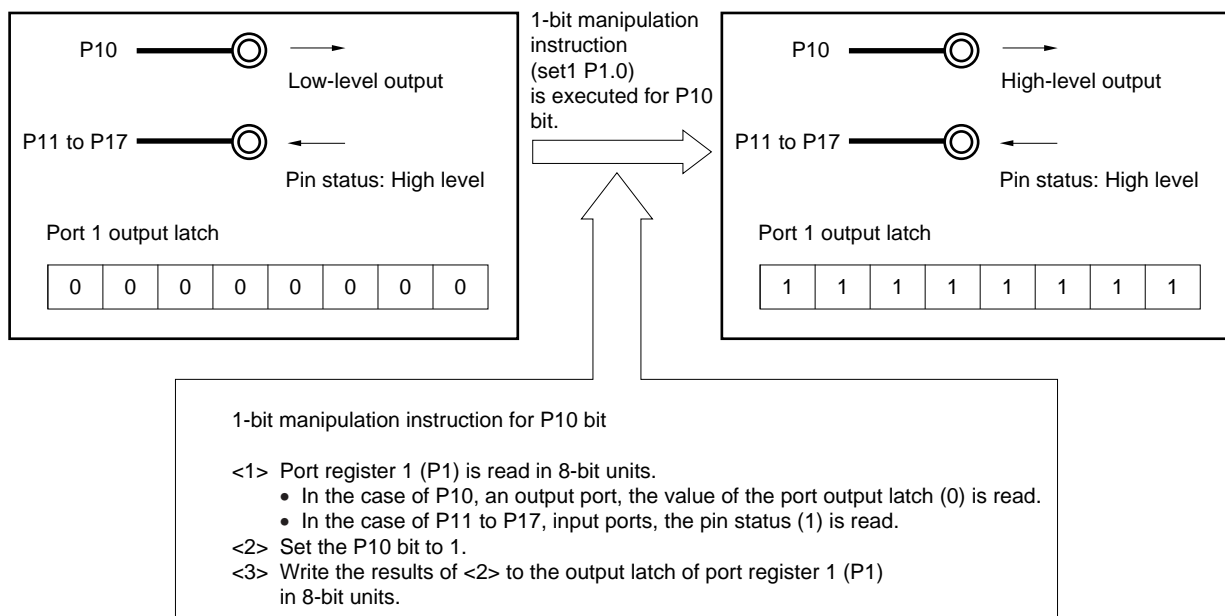 P10
Low-level output
P11 to P17
Pin status: High level
Port 1 output latch
0 0 0 0 0 0 0 0
1-bit manipulation
instruction
(set1 P1.0)
is executed for P10
bit.
P10
High-level output
P11 to P17
Pin status: High level
Port 1 output latch
1 1 1 1 1 1 1 1
1-bit manipulation instruction for P10 bit
<1> Port register 1 (P1) is read in 8-bit units.
• In the case of P10, an output port, the value of the port output latch (0) is read.
• In the case of P11 to P17, input ports, the pin status (1) is read.
<2> Set the P10 bit to 1.
<3> Write the results of <2> to the output latch of port register 1 (P1)
in 8-bit units.